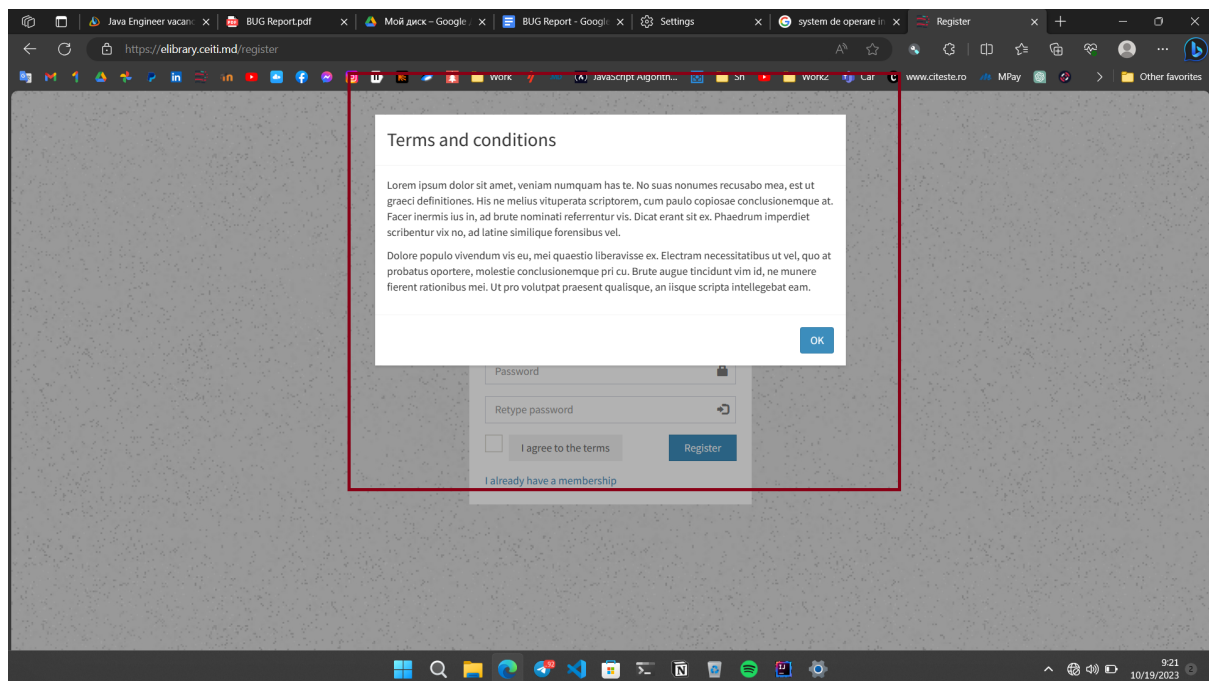 Java Engineer vacanc
BUG Report.pdf
Мой диск – Google
BUG Report - Google
Settings
system de operare in
Register
https://elibrary.ceiti.md/register
Work
JavaScript Algorith...
Sh
Work2
Car
www.citeste.ro
MPay
Other favorites
Terms and conditions
Lorem ipsum dolor sit amet, veniam numquam has te. No suas nonumes recusabo mea, est ut
graeci definitiones. His ne melius vituperata scriptorem, cum paulo copiosae conclusionemque at.
Facer inermis ius in, ad brute nominati referrentur vis. Dicat erant sit ex. Phaedrum imperdiet
scribentur vix no, ad latine similique forensibus vel.
Dolore populo vivendum vis eu, mei quaestio liberavisse ex. Electram necessitatibus ut vel, quo at
probatus oportere, molestie conclusionemque pri cu. Brute augue tincidunt vim id, ne munere
fierent rationibus mei. Ut pro volutpat praesent qualisque, an iisque scripta intellegebat eam.
OK
Password
Retype password
I agree to the terms
Register
I already have a membership
9:21
10/19/2023